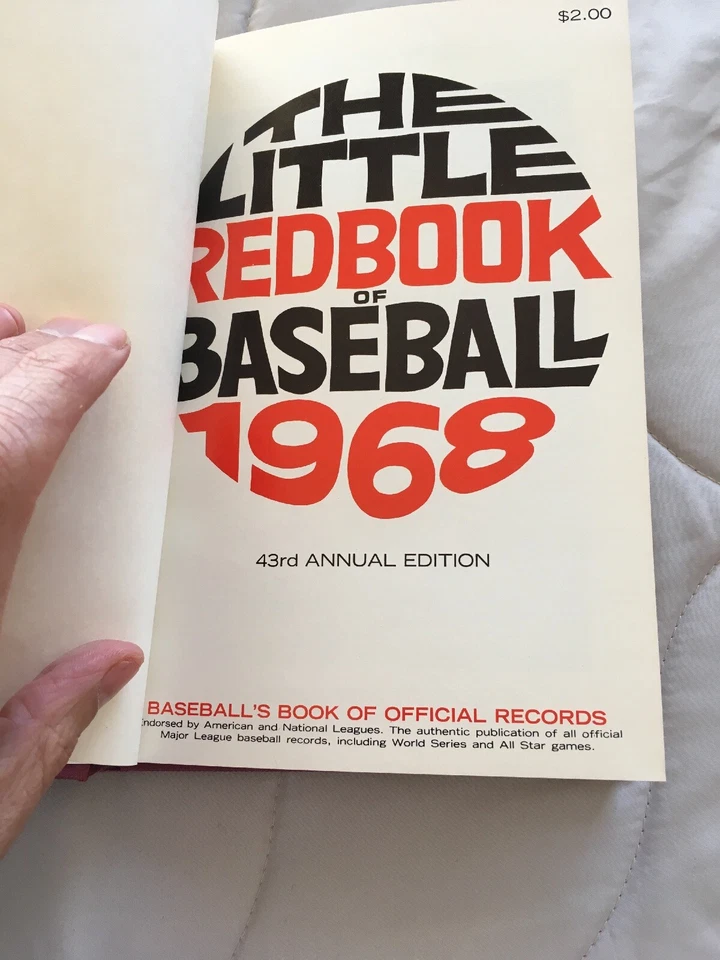 $2.00
THE
LITTLE
REDBOOK
OF
BASEBALL
1968
43rd ANNUAL EDITION
BASEBALL'S BOOK OF OFFICIAL RECORDS
Endorsed by American and National Leagues. The authentic publication of all official
Major League baseball records, including World Series and All Star games.